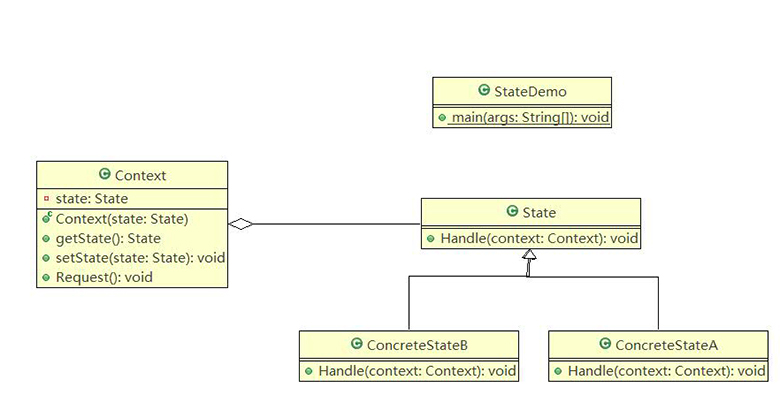 StateDemo
main(args: String[]): void
Context
state: State
Context(state: State)
getState(): State
setState(state: State): void
Request(): void
State
Handle(context: Context): void
ConcreteStateB
Handle(context: Context): void
ConcreteStateA
Handle(context: Context): void